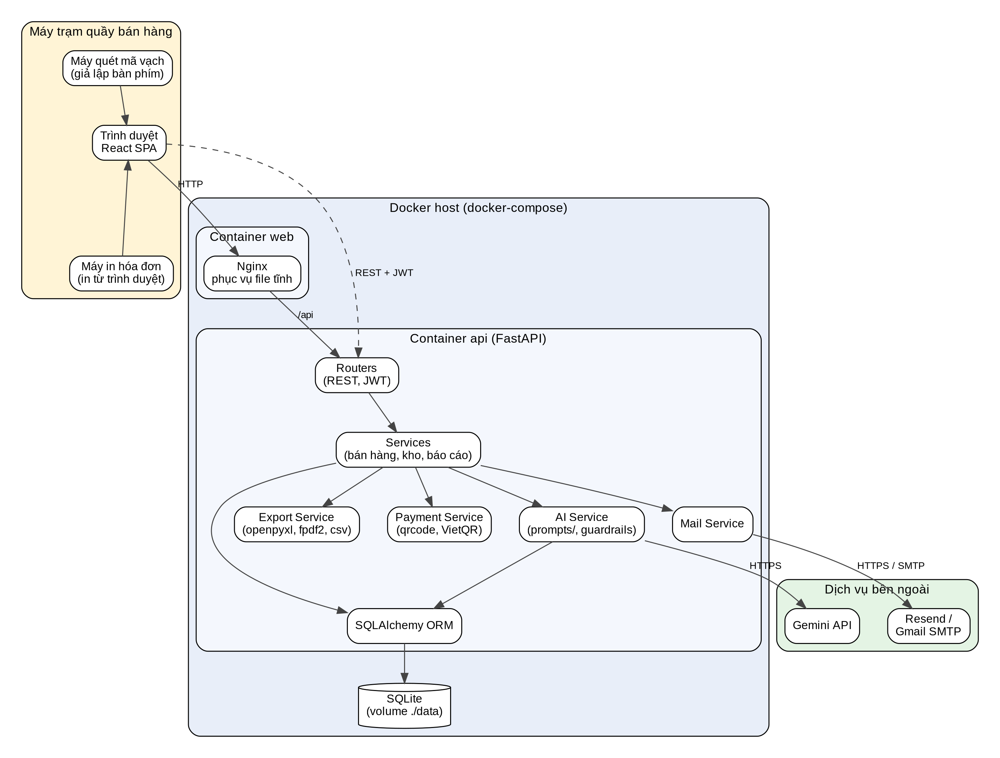 Máy trạm quầy bán hàng
Máy quét mã vạch
(giả lập bàn phím)
Trình duyệt
React SPA
HTTP
Docker host (docker-compose)
Container web
Nginx
phục vụ file tĩnh
Máy in hóa đơn
(in từ trình duyệt)
REST + JWT
/api
Container api (FastAPI)
Routers
(REST, JWT)
Services
(bán hàng, kho, báo cáo)
Export Service
(openpyxl, fpdf2, csv)
Payment Service
(qrcode, VietQR)
AI Service
(prompts/, guardrails)
Mail Service
HTTPS
HTTPS / SMTP
Dịch vụ bên ngoài
SQLAlchemy ORM
Gemini API
Resend /
Gmail SMTP
SQLite
(volume ./data)